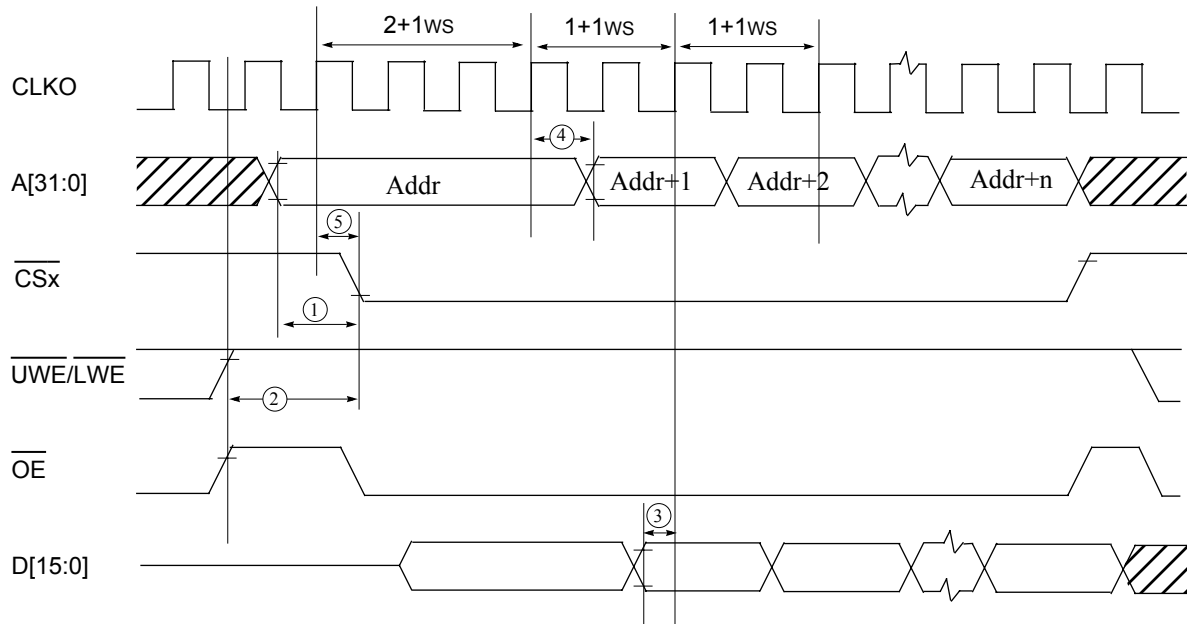 2+1ws 1+1ws 1+1ws
CLKO
④
A[31:0] Addr Addr+1 Addr+2 Addr+n
⑤
CSx
①
UWE/LWE
②
OE
③
D[15:0]